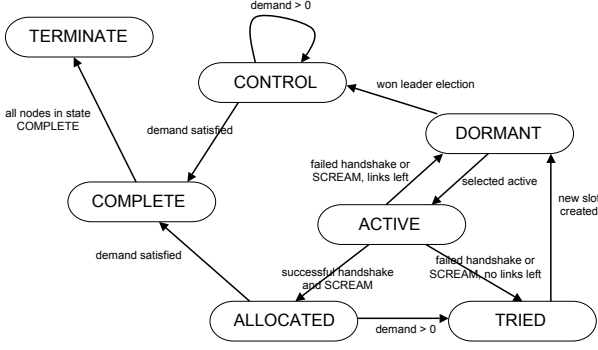 demand > 0
TERMINATE
CONTROL
won leader election
all nodes in state
COMPLETE
demand satisfied
DORMANT
failed handshake or
SCREAM, links left
selected active
COMPLETE
new slot
created
ACTIVE
demand satisfied
successful handshake
and SCREAM
failed handshake or
SCREAM, no links left
ALLOCATED
demand > 0
TRIED